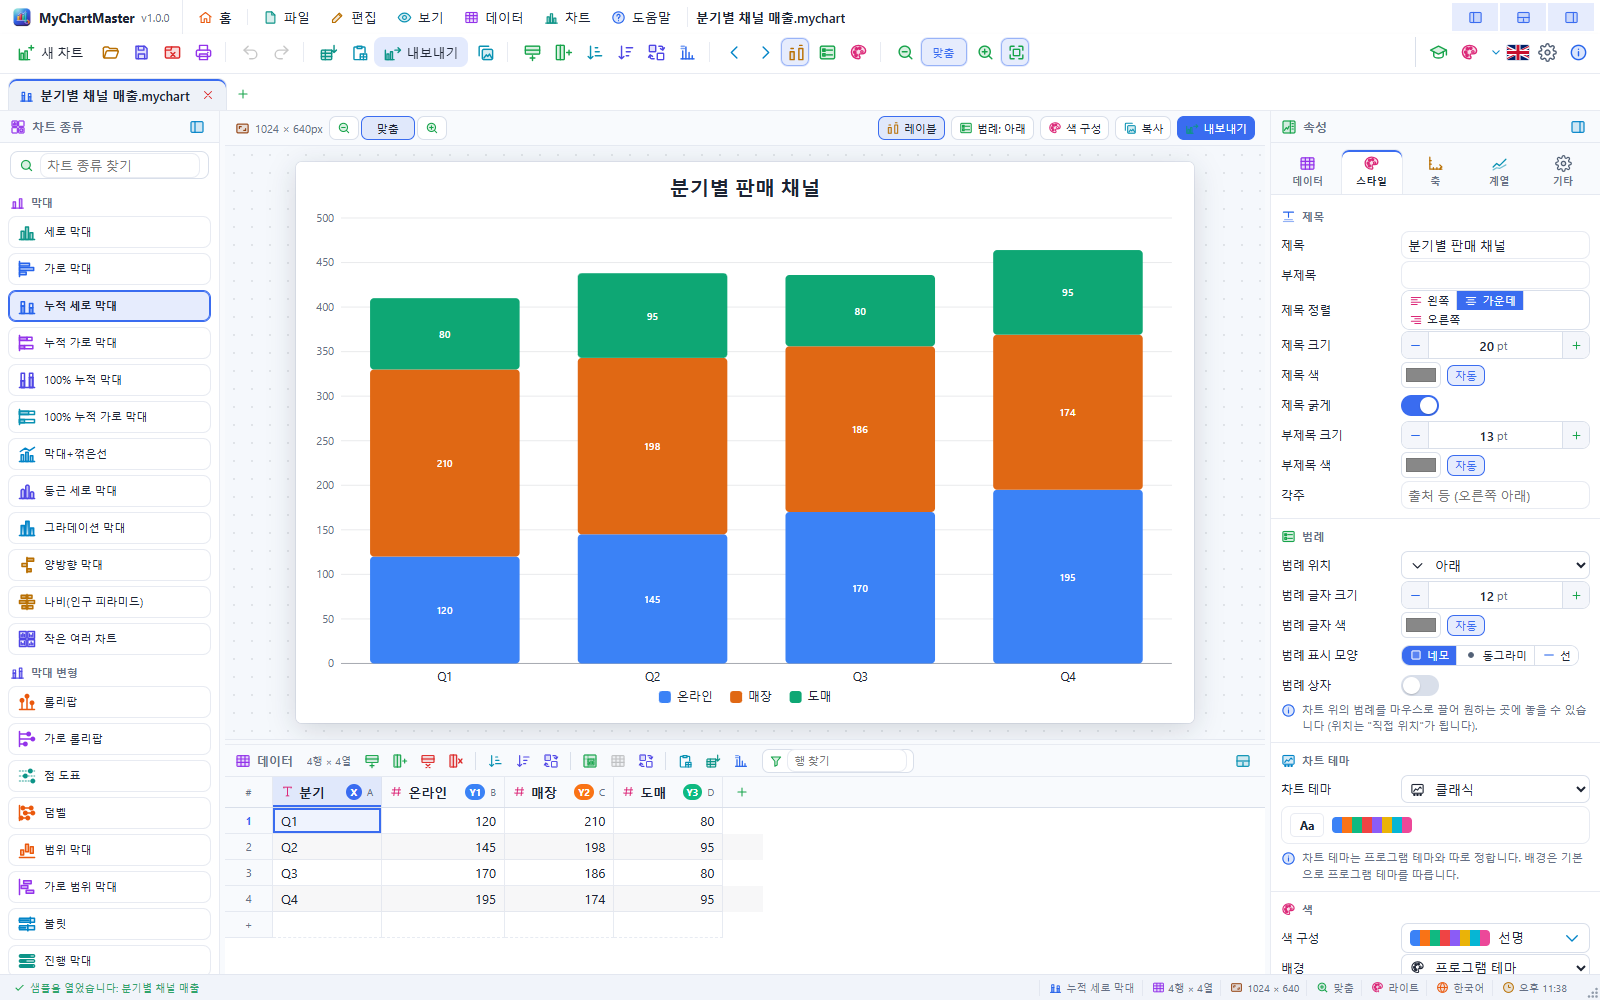 MyChartMaster v1.0.0 홈 파일 편집 보기 데이터 차트 도움말 분기별 채널 매출.mychart
새 차트 내보내기 맞춤
분기별 채널 매출.mychart
차트 종류
1024 × 640px 맞춤 레이블 범례: 아래 색 구성 복사 내보내기
속성
차트 종류 찾기
막대
세로 막대
가로 막대
누적 세로 막대
누적 가로 막대
100% 누적 막대
100% 누적 가로 막대
막대+꺾은선
둥근 세로 막대
그라데이션 막대
양방향 막대
나비(인구 피라미드)
작은 여러 차트
막대 변형
롤리팝
가로 롤리팝
점 도표
덤벨
범위 막대
가로 범위 막대
불릿
진행 막대
분기별 판매 채널
500
450
400
350
300
250
200
150
100
50
0
80 95 80 95
210 198 186 174
120 145 170 195
Q1 Q2 Q3 Q4
온라인 매장 도매
데이터 4행 × 4열 행 찾기
# 분기 X A # 온라인 Y1 B # 매장 Y2 C # 도매 Y3 D +
1 Q1 120 210 80
2 Q2 145 198 95
3 Q3 170 186 80
4 Q4 195 174 95
+
데이터 스타일 축 계열 기타
제목
제목 분기별 판매 채널
부제목
제목 정렬 왼쪽 가운데
오른쪽
제목 크기 − 20 pt +
제목 색 자동
제목 굵게
부제목 크기 − 13 pt +
부제목 색 자동
각주 출처 등 (오른쪽 아래)
범례
범례 위치 아래
범례 글자 크기 − 12 pt +
범례 글자 색 자동
범례 표시 모양 네모 동그라미 선
범례 상자
차트 위의 범례를 마우스로 끌어 원하는 곳에 놓을 수 있습
니다 (위치는 "직접 위치"가 됩니다).
차트 테마
차트 테마 클래식
Aa
차트 테마는 프로그램 테마와 따로 정합니다. 배경은 기본
으로 프로그램 테마를 따릅니다.
색
색 구성 선명
배경 프로그램 테마
샘플을 열었습니다: 분기별 채널 매출
누적 세로 막대 4행 × 4열 1024 × 640 맞춤 라이트 한국어 오후 11:38